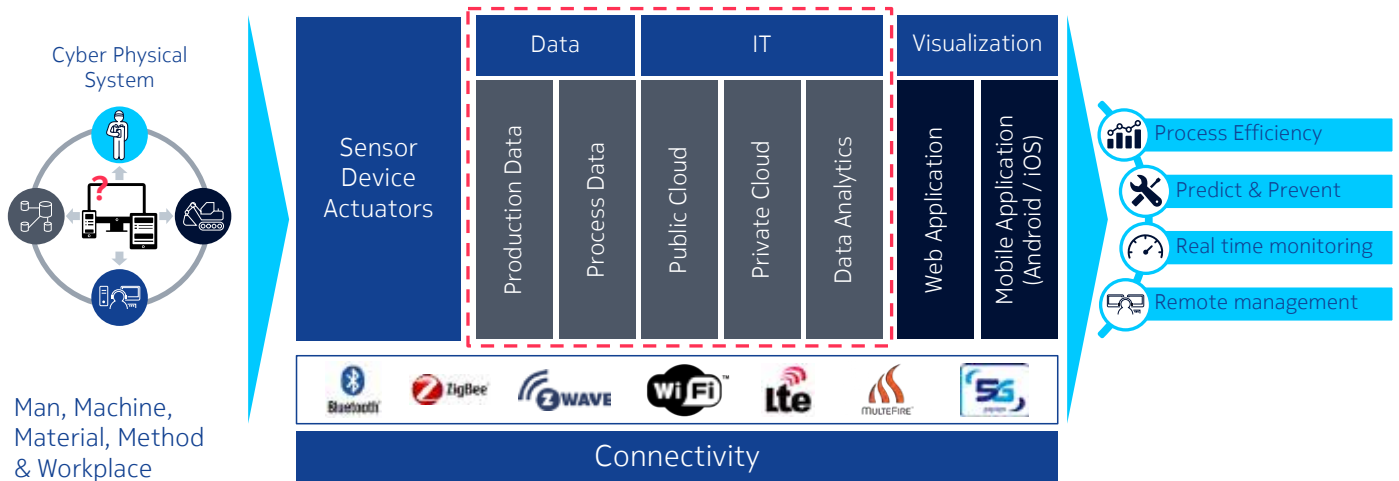 Cyber Physical
System
?
Man, Machine,
Material, Method
& Workplace
Sensor
Device
Actuators
Data
IT
Visualization
Production Data
Process Data
Public Cloud
Private Cloud
Data Analytics
Web Application
Mobile Application
(Android / iOS)
Bluetooth
ZigBee
Z WAVE
Wi Fi™
Lte
MULTEFIRE
5G
Connectivity
Process Efficiency
Predict & Prevent
Real time monitoring
Remote management